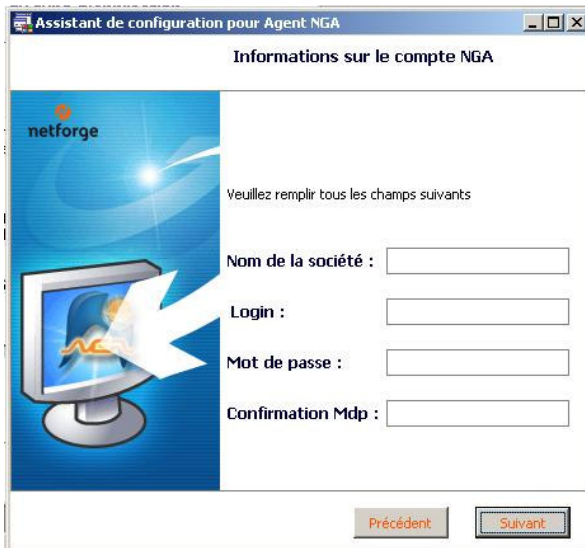 Assistant de configuration pour Agent NGA
Informations sur le compte NGA
netforge
Veuillez remplir tous les champs suivants
Nom de la société :
Login :
Mot de passe :
Confirmation Mdp :
Précédent
Suivant